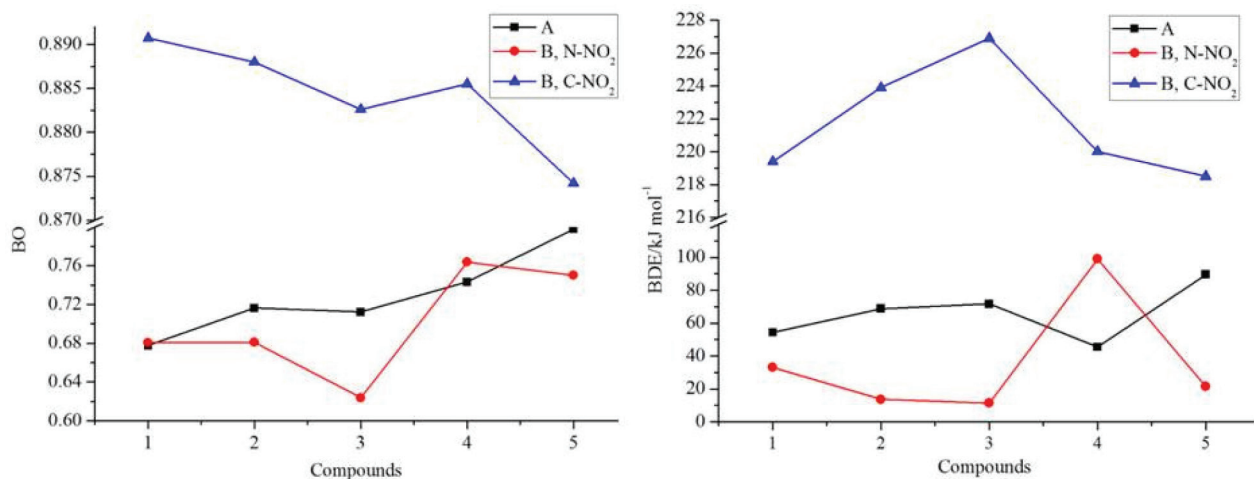 A
B, N-NO₂
B, C-NO₂
0.890
0.885
0.880
0.875
0.870
0.76
0.72
0.68
0.64
0.60
BO
1 2 3 4 5
Compounds
A
B, N-NO₂
B, C-NO₂
228
226
224
222
220
218
216
100
80
60
40
20
0
BDE/kJ mol⁻¹
1 2 3 4 5
Compounds